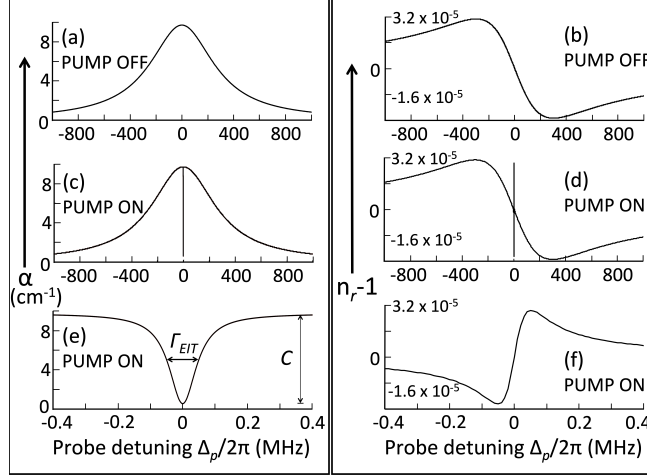 (a)
PUMP OFF
8
4
0
-800 -400 0 400 800
(c)
PUMP ON
8
4
0
-800 -400 0 400 800
α
(cm⁻¹)
(e)
PUMP ON
Γ_EIT
C
8
4
0
-0.4 -0.2 0 0.2 0.4
Probe detuning Δₚ/2π (MHz)
3.2 x 10⁻⁵
(b)
PUMP OFF
0
-1.6 x 10⁻⁵
-800 -400 0 400 800
3.2 x 10⁻⁵
(d)
PUMP ON
0
-1.6 x 10⁻⁵
-800 -400 0 400 800
nᵣ-1
3.2 x 10⁻⁵
0
(f)
PUMP ON
-1.6 x 10⁻⁵
-0.4 -0.2 0 0.2 0.4
Probe detuning Δₚ/2π (MHz)